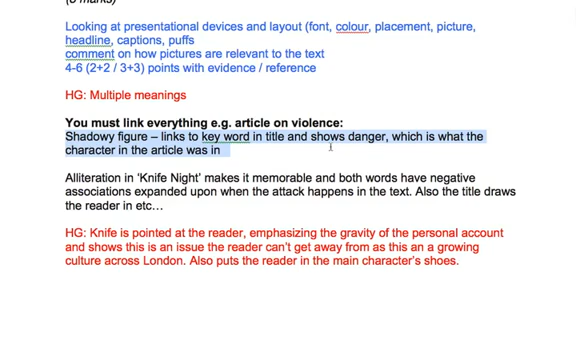 Looking at presentational devices and layout (font, colour, placement, picture,
headline, captions, puffs
comment on how pictures are relevant to the text
4-6 (2+2 / 3+3) points with evidence / reference
HG: Multiple meanings
You must link everything e.g. article on violence:
Shadowy figure – links to key word in title and shows danger, which is what the
character in the article was in
Alliteration in ‘Knife Night’ makes it memorable and both words have negative
associations expanded upon when the attack happens in the text. Also the title draws
the reader in etc…
HG: Knife is pointed at the reader, emphasizing the gravity of the personal account
and shows this is an issue the reader can’t get away from as this an a growing
culture across London. Also puts the reader in the main character’s shoes.